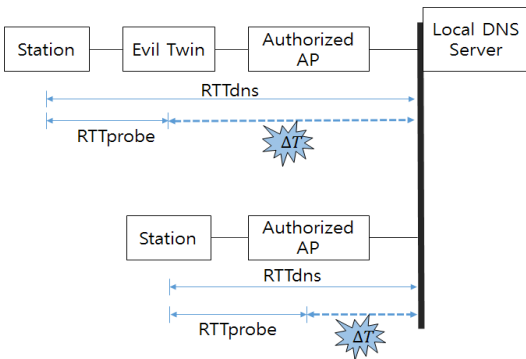 Station
Evil Twin
Authorized
AP
Local DNS
Server
RTTdns
RTTprobe
ΔT
Station
Authorized
AP
RTTdns
RTTprobe
ΔT